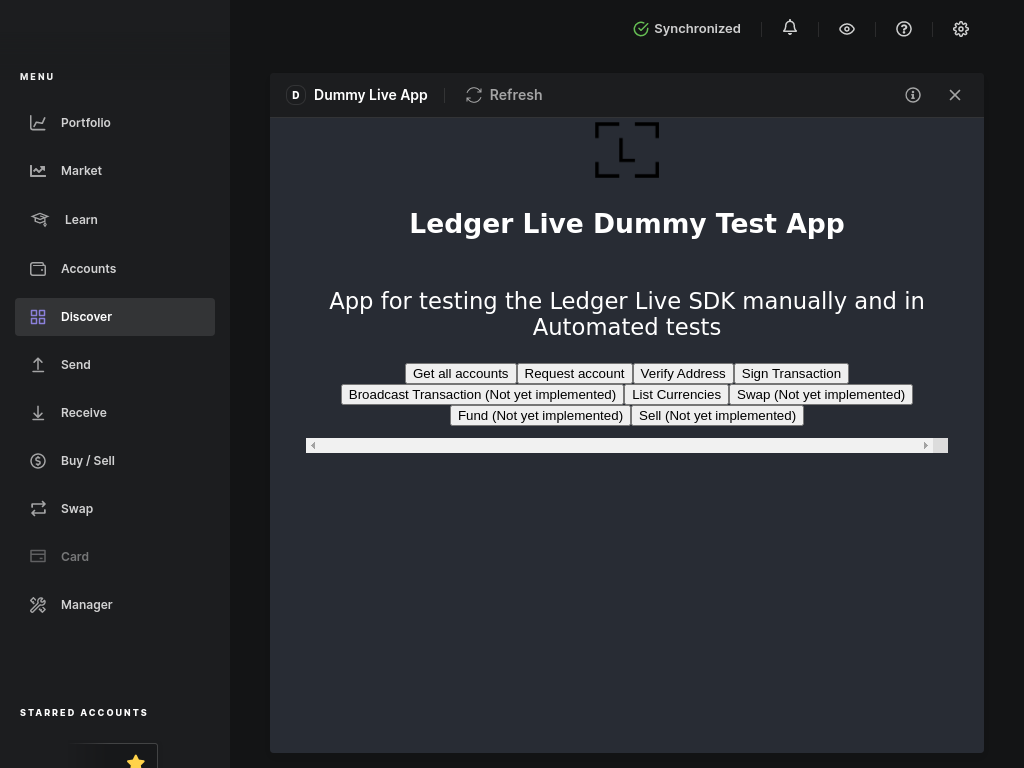 Synchronized
MENU
D Dummy Live App
Refresh
Portfolio
Market
Learn
Accounts
Discover
Send
Receive
Buy / Sell
Swap
Card
Manager
STARRED ACCOUNTS
L
Ledger Live Dummy Test App
App for testing the Ledger Live SDK manually and in
Automated tests
Get all accounts Request account Verify Address Sign Transaction
Broadcast Transaction (Not yet implemented) List Currencies Swap (Not yet implemented)
Fund (Not yet implemented) Sell (Not yet implemented)